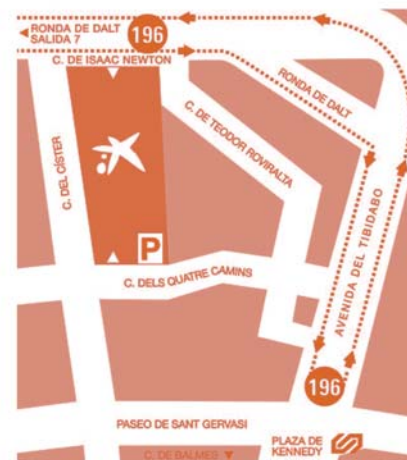 RONDA DE DALT
SALIDA 7
196
C. DE ISAAC NEWTON
RONDA DE DALT
C. DE TEODOR ROVIRALTA
C. DEL CÍSTER
AVENIDA DEL TIBIDABO
P
C. DELS QUATRE CAMINS
196
PASEO DE SANT GERVASI
C. DE BALMES
PLAZA DE
KENNEDY